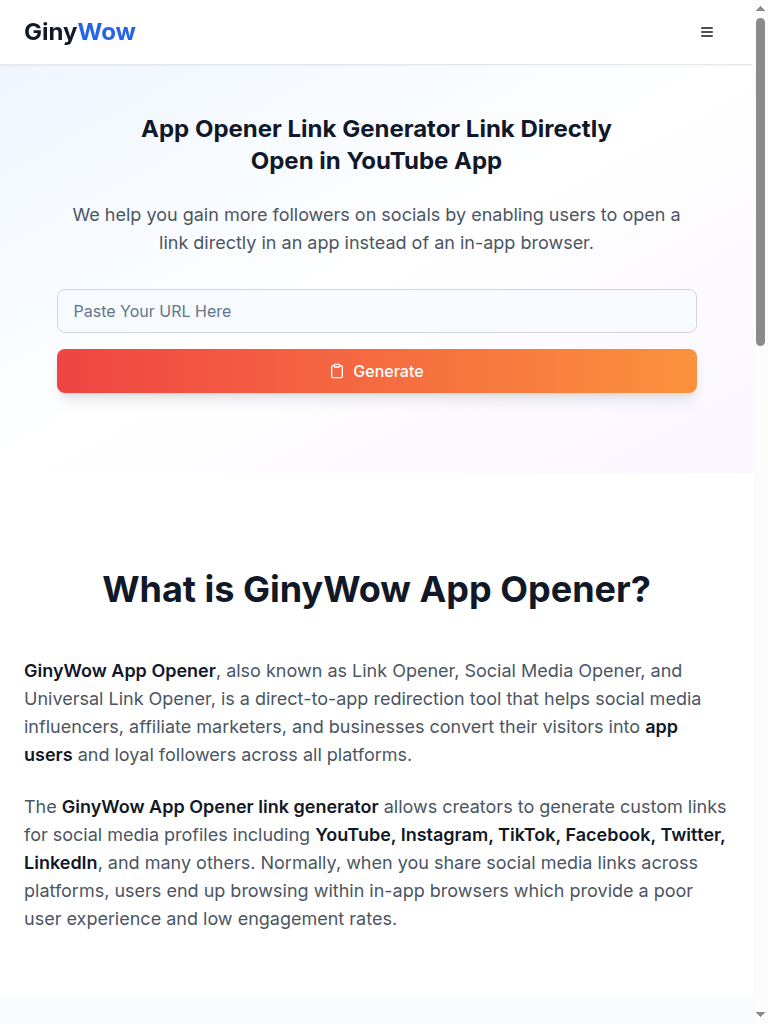 GinyWow
App Opener Link Generator Link Directly
Open in YouTube App
We help you gain more followers on socials by enabling users to open a
link directly in an app instead of an in-app browser.
Paste Your URL Here
Generate
What is GinyWow App Opener?
GinyWow App Opener, also known as Link Opener, Social Media Opener, and
Universal Link Opener, is a direct-to-app redirection tool that helps social media
influencers, affiliate marketers, and businesses convert their visitors into app
users and loyal followers across all platforms.
The GinyWow App Opener link generator allows creators to generate custom links
for social media profiles including YouTube, Instagram, TikTok, Facebook, Twitter,
LinkedIn, and many others. Normally, when you share social media links across
platforms, users end up browsing within in-app browsers which provide a poor
user experience and low engagement rates.